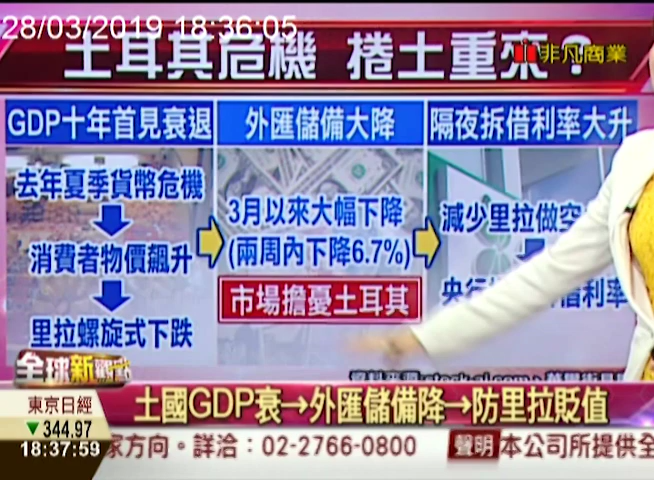 28/03/2019 18:36:05
土耳其危機 捲土重來?
非凡商業
GDP十年首見衰退
外匯儲備大降
隔夜拆借利率大升
去年夏季貨幣危機
消費者物價飆升
里拉螺旋式下跌
3月以來大幅下降
(兩周內下降6.7%)
市場擔憂土耳其
減少里拉做空
央行
借利率
全球新觀點
土國GDP衰→外匯儲備降→防里拉貶值
東京日經
▼344.97
18:37:59
家方向。詳洽：02-2766-0800 聲明 本公司所提供全